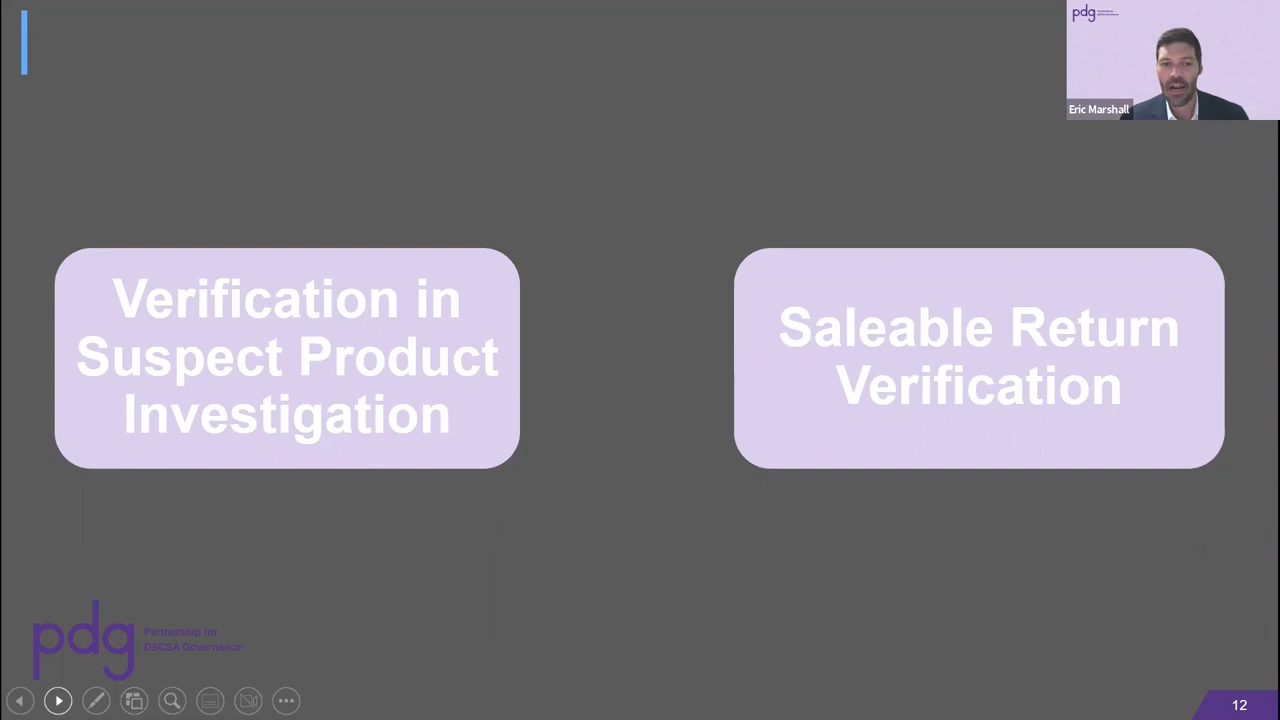 pdg
Eric Marshall
Verification in
Suspect Product
Investigation
Saleable Return
Verification
pdg
Partnership for
DSCSA Governance
12